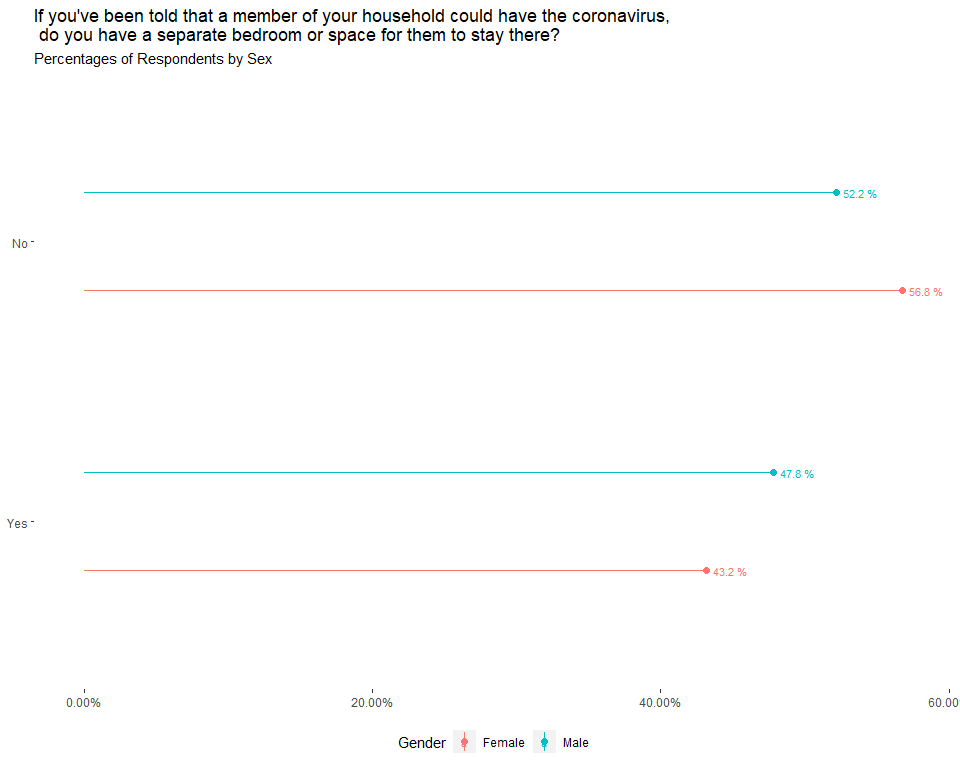 If you've been told that a member of your household could have the coronavirus,
do you have a separate bedroom or space for them to stay there?
Percentages of Respondents by Sex
52.2 %
No
56.8 %
47.8 %
Yes
43.2 %
0.00% 20.00% 40.00% 60.00
Gender Female Male